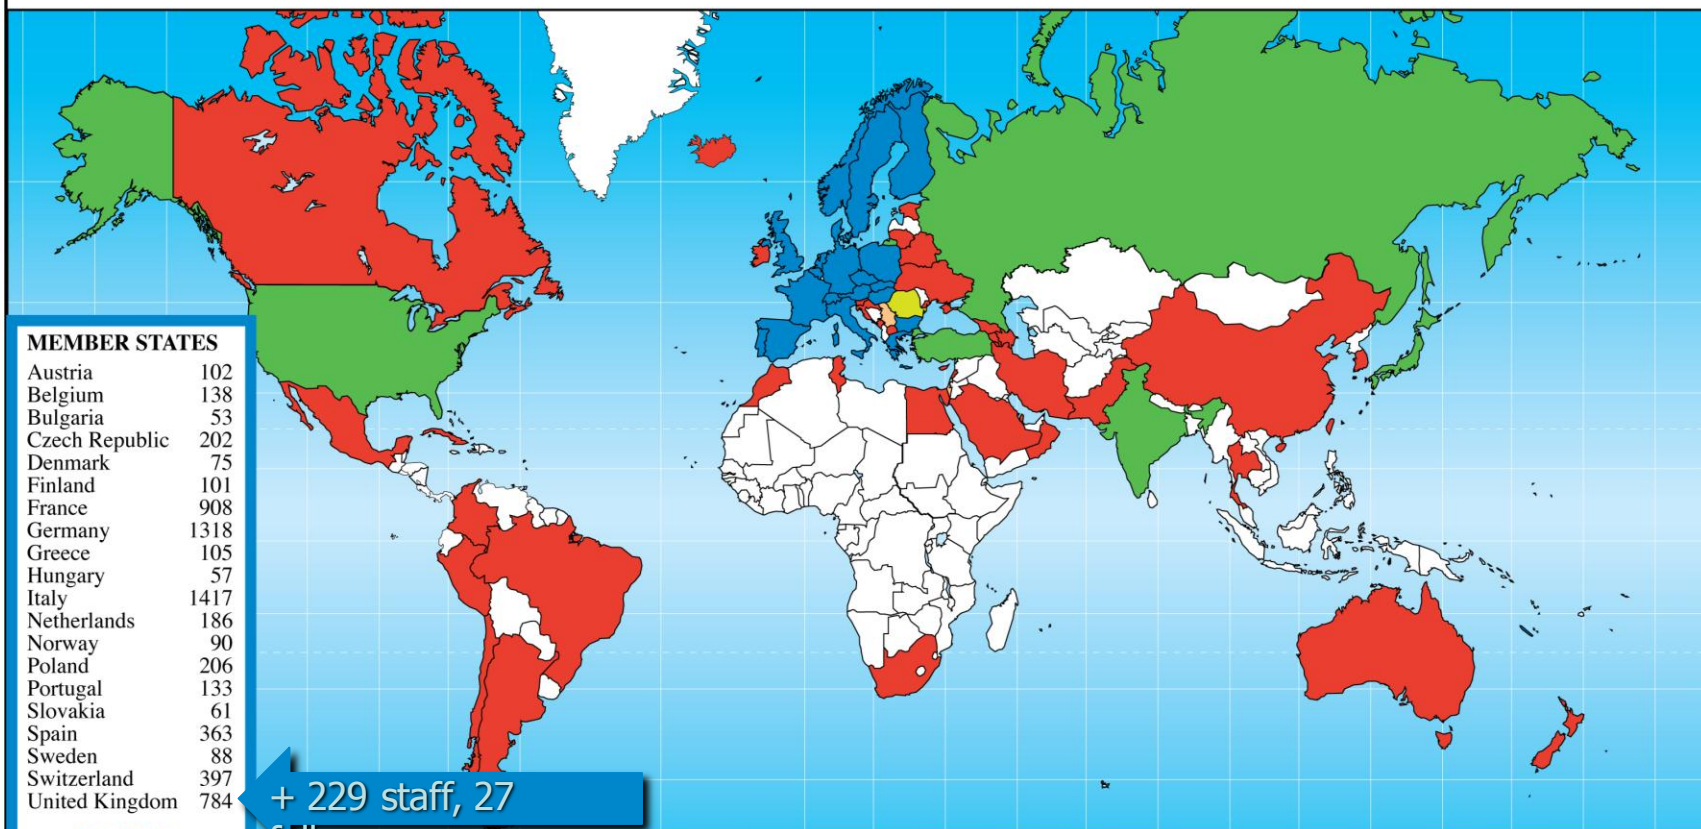 MEMBER STATES
Austria 102
Belgium 138
Bulgaria 53
Czech Republic 202
Denmark 75
Finland 101
France 908
Germany 1318
Greece 105
Hungary 57
Italy 1417
Netherlands 186
Norway 90
Poland 206
Portugal 133
Slovakia 61
Spain 363
Sweden 88
Switzerland 397
United Kingdom 784
+ 229 staff, 27